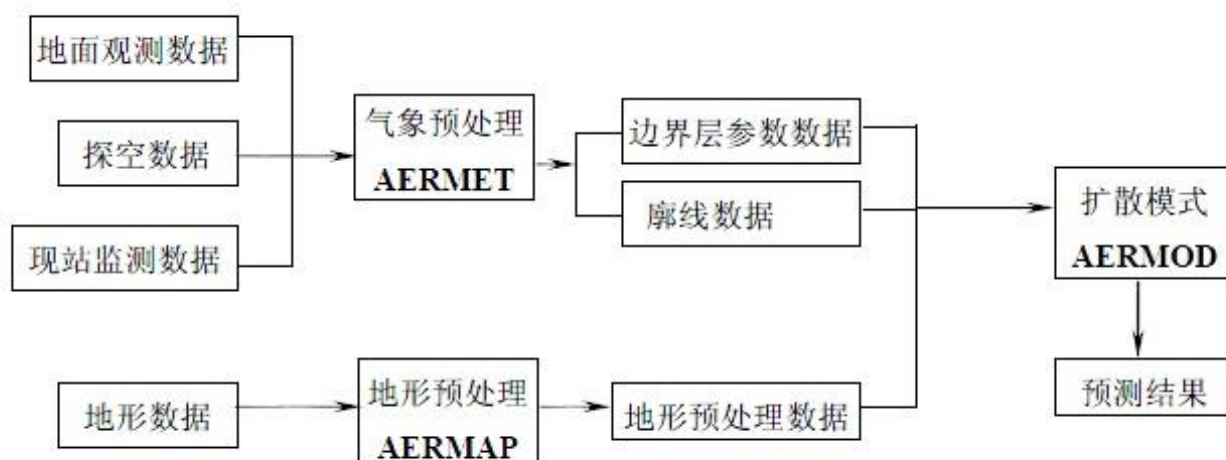 地面观测数据
探空数据
现站监测数据
气象预处理
AERMET
边界层参数数据
廓线数据
扩散模式
AERMOD
预测结果
地形数据
地形预处理
AERMAP
地形预处理数据